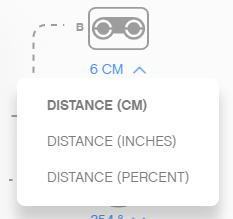 B
6 CM
DISTANCE (CM)
DISTANCE (INCHES)
DISTANCE (PERCENT)